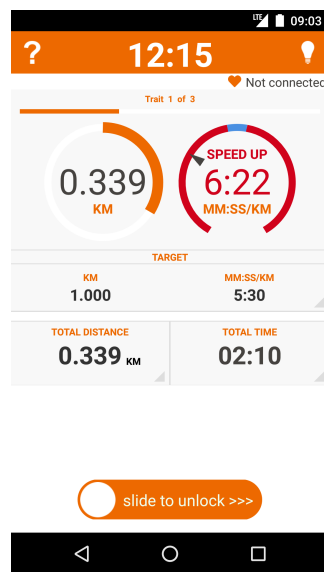 LTE 09:03
? 12:15
Not connected
Trait 1 of 3
0.339
KM
SPEED UP
6:22
MM:SS/KM
TARGET
KM MM:SS/KM
1.000 5:30
TOTAL DISTANCE TOTAL TIME
0.339 KM 02:10
slide to unlock >>>